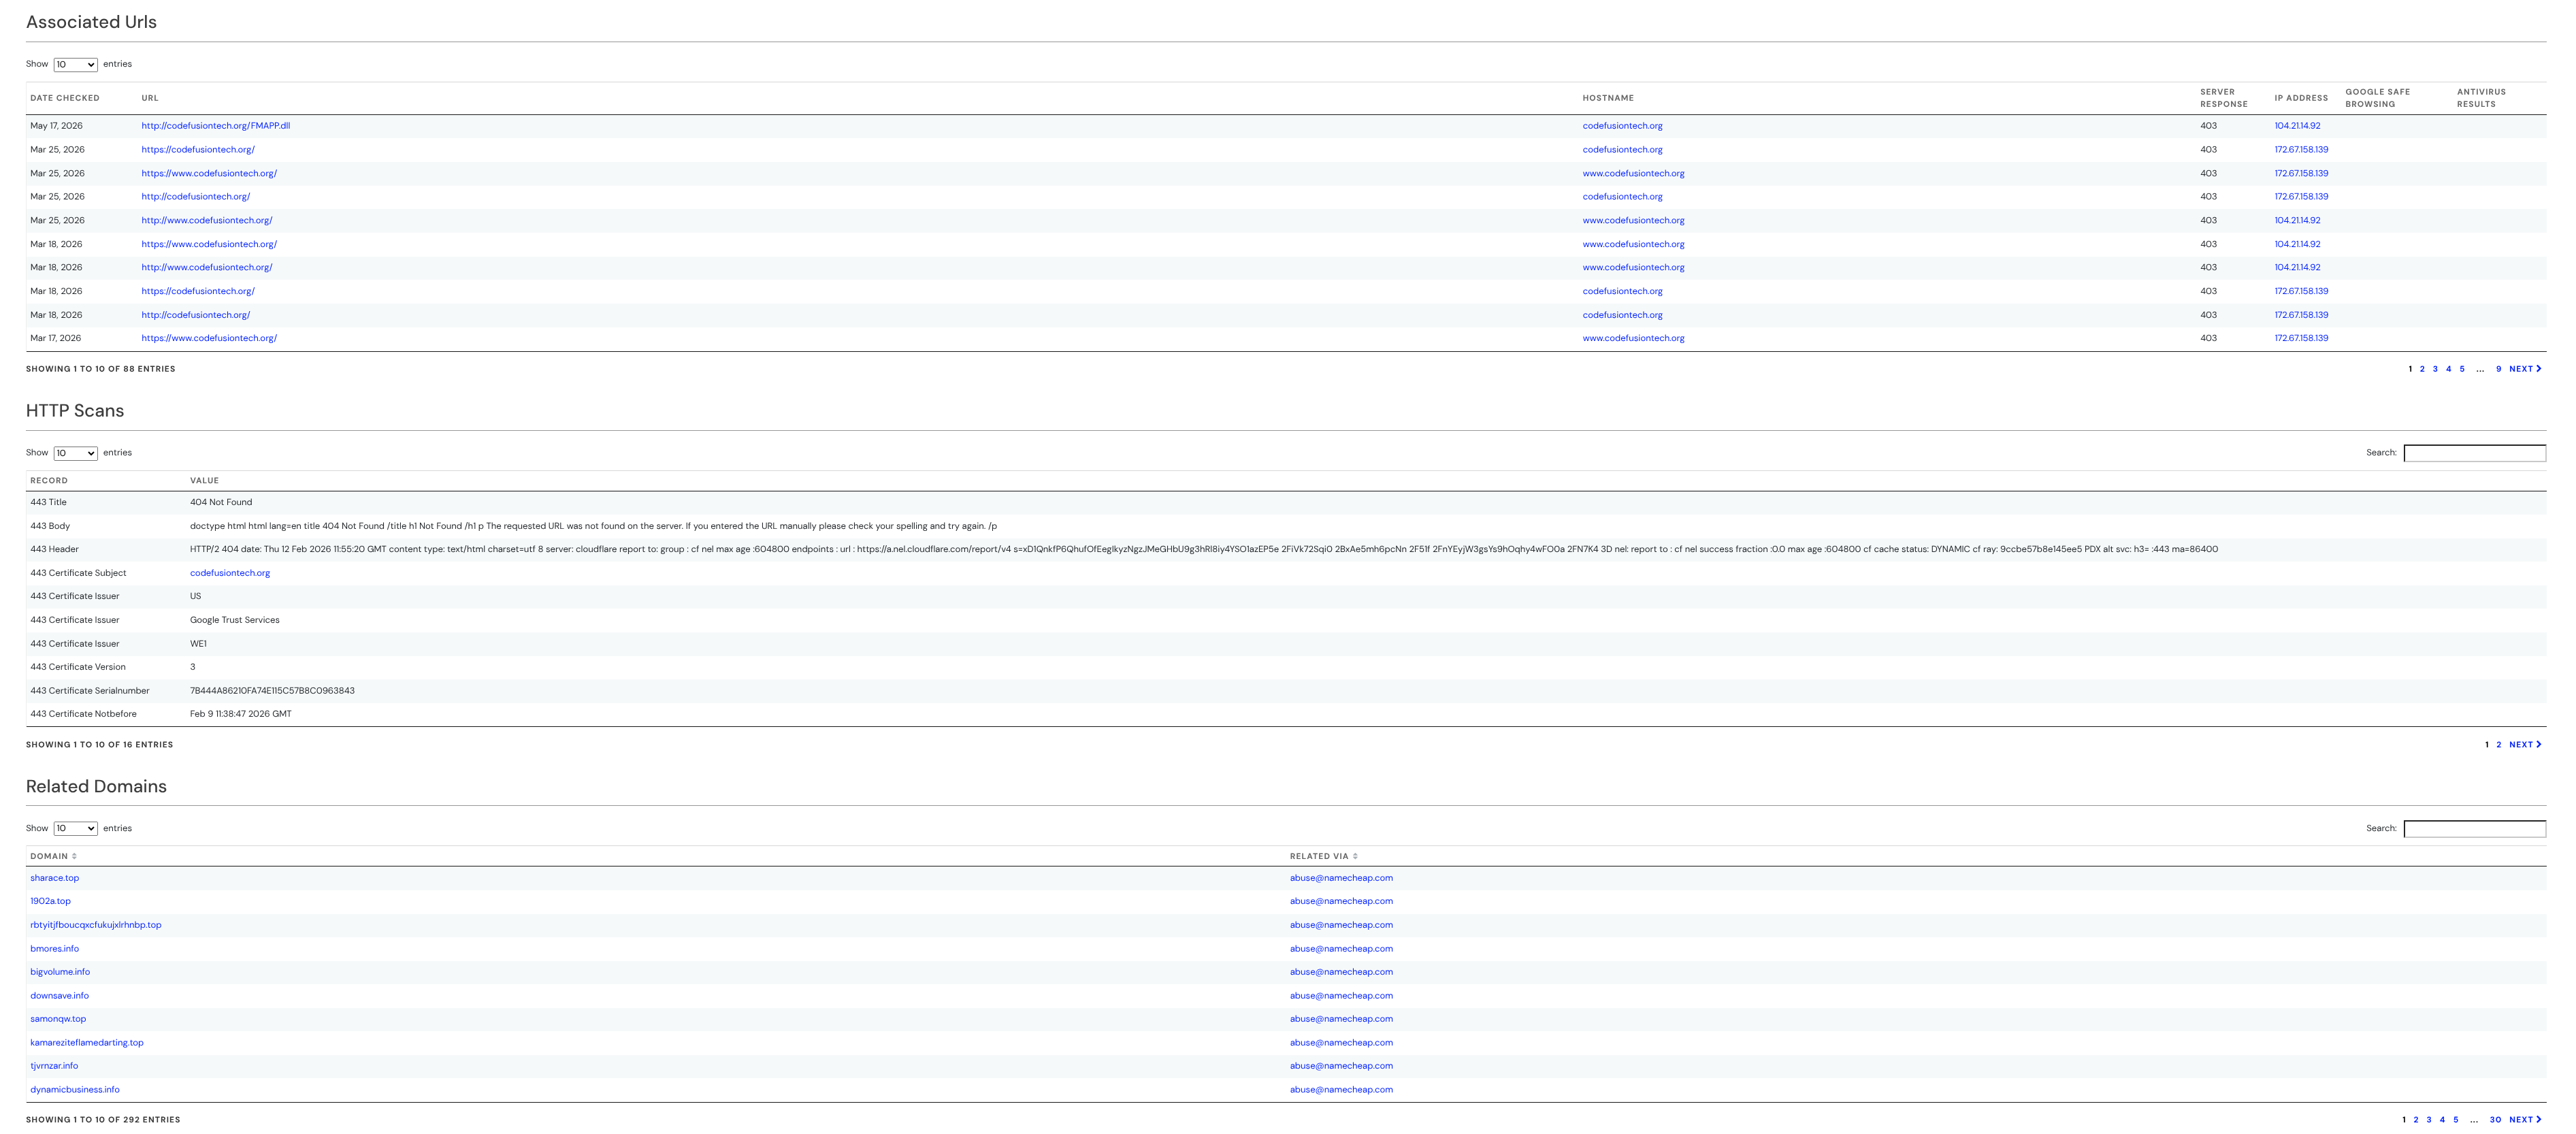 Associated Urls
Show 10 entries
DATE CHECKED URL HOSTNAME SERVER RESPONSE IP ADDRESS GOOGLE SAFE BROWSING ANTIVIRUS RESULTS
May 17, 2026 http://codefusiontech.org/FMAPP.dll codefusiontech.org 403 104.21.14.92
Mar 25, 2026 https://codefusiontech.org/ codefusiontech.org 403 172.67.158.139
Mar 25, 2026 https://www.codefusiontech.org/ www.codefusiontech.org 403 172.67.158.139
Mar 25, 2026 http://codefusiontech.org/ codefusiontech.org 403 172.67.158.139
Mar 25, 2026 http://www.codefusiontech.org/ www.codefusiontech.org 403 104.21.14.92
Mar 18, 2026 https://www.codefusiontech.org/ www.codefusiontech.org 403 104.21.14.92
Mar 18, 2026 http://www.codefusiontech.org/ www.codefusiontech.org 403 104.21.14.92
Mar 18, 2026 https://codefusiontech.org/ codefusiontech.org 403 172.67.158.139
Mar 18, 2026 http://codefusiontech.org/ codefusiontech.org 403 172.67.158.139
Mar 17, 2026 https://www.codefusiontech.org/ www.codefusiontech.org 403 172.67.158.139
SHOWING 1 TO 10 OF 88 ENTRIES 1 2 3 4 5 ... 9 NEXT
HTTP Scans
Show 10 entries Search:
RECORD VALUE
443 Title 404 Not Found
443 Body doctype html html lang=en title 404 Not Found /title h1 Not Found /h1 p The requested URL was not found on the server. If you entered the URL manually please check your spelling and try again. /p
443 Header HTTP/2 404 date: Thu 12 Feb 2026 11:55:20 GMT content type: text/html charset=utf 8 server: cloudflare report to: group : cf nel max age :604800 endpoints : url : https://a.nel.cloudflare.com/report/v4 s=xD1QnkfP6QhufOfEegIkyzNgzJMeGHbU9g3hRI8iy4YSO1azEP5e 2FiVk72Sqi0 2BxAe5mh6pcNn 2F51f 2FnYEyjW3gsYs9hOqhy4wFO0a 2FN7K4 3D nel: report to : cf nel success fraction :0.0 max age :604800 cf cache status: DYNAMIC cf ray: 9ccbe57b8e145ee5 PDX alt svc: h3= :443 ma=86400
443 Certificate Subject codefusiontech.org
443 Certificate Issuer US
443 Certificate Issuer Google Trust Services
443 Certificate Issuer WE1
443 Certificate Version 3
443 Certificate Serialnumber 7B444A86210FA74E115C57B8C0963843
443 Certificate Notbefore Feb 9 11:38:47 2026 GMT
SHOWING 1 TO 10 OF 16 ENTRIES 1 2 NEXT
Related Domains
Show 10 entries Search:
DOMAIN RELATED VIA
sharace.top abuse@namecheap.com
1902a.top abuse@namecheap.com
rbtyitjfboucqxcfukujxlrhnbp.top abuse@namecheap.com
bmores.info abuse@namecheap.com
bigvolume.info abuse@namecheap.com
downsave.info abuse@namecheap.com
samonqw.top abuse@namecheap.com
kamareziteflamedarting.top abuse@namecheap.com
tjvrnzar.info abuse@namecheap.com
dynamicbusiness.info abuse@namecheap.com
SHOWING 1 TO 10 OF 292 ENTRIES 1 2 3 4 5 ... 30 NEXT